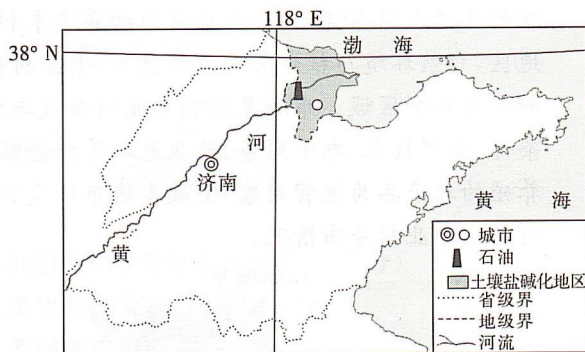 118° E
38° N
渤 海
河
济南
黄
黄
海
城市
石油
土壤盐碱化地区
省级界
地级界
河流